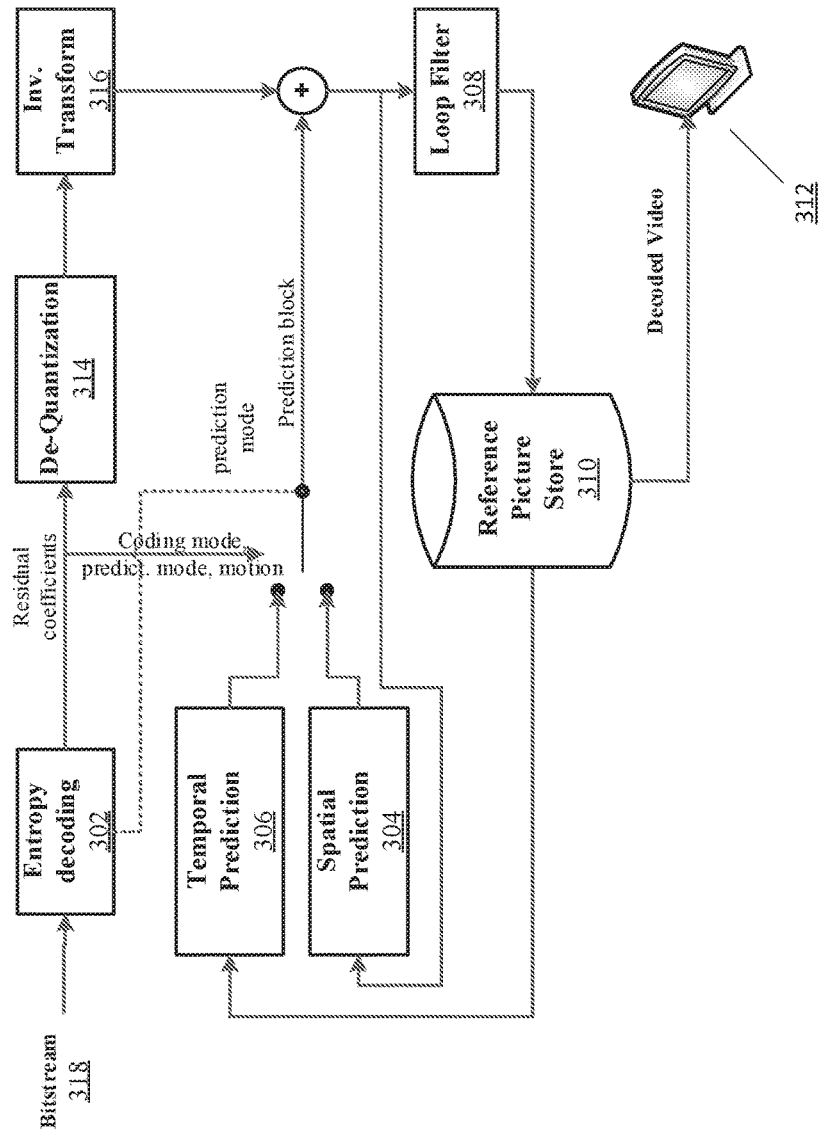 Bitstream
318
Entropy
decoding
302
Residual
coefficients
De-Quantization
314
Inv.
Transform
316
Coding mode,
predict. mode, motion
prediction
mode
Prediction block
+
Temporal
Prediction
306
Spatial
Prediction
304
Loop Filter
308
Reference
Picture
Store
310
Decoded Video
312